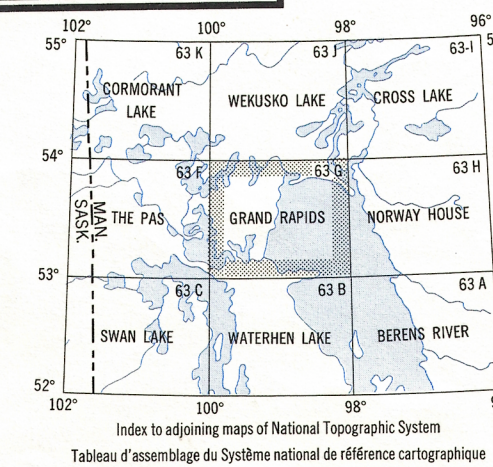 102° 100° 98° 96°
55° 63 K 63 J 63-I
CORMORANT
LAKE WEKUSKO LAKE CROSS LAKE
54° 63 F 63 G 63 H
MAN.
SASK.
THE PAS GRAND RAPIDS NORWAY HOUSE
53° 63 C 63 B 63 A
SWAN LAKE WATERHEN LAKE BERENS RIVER
52°
102° 100° 98°
Index to adjoining maps of National Topographic System
Tableau d'assemblage du Système national de référence cartographique